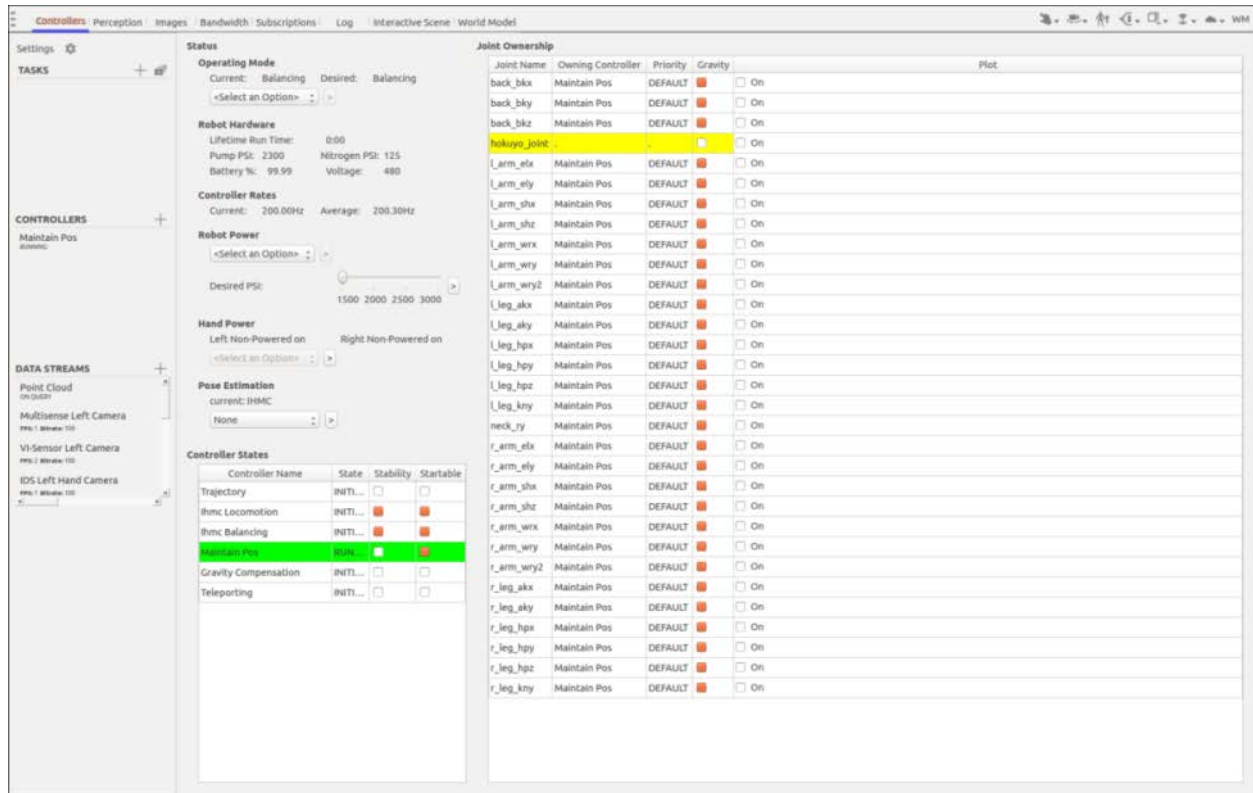 Controllers Perception Images Bandwidth Subscriptions Log Interactive Scene World Model WM
Settings
TASKS
CONTROLLERS
Maintain Pos
RUNNING
DATA STREAMS
Point Cloud
ON QUERY
Multisense Left Camera
FPS: 1 Bitrate: 100
VI-Sensor Left Camera
FPS: 2 Bitrate: 100
IDS Left Hand Camera
FPS: 1 Bitrate: 100
Status
Operating Mode
Current: Balancing Desired: Balancing
<Select an Option> >
Robot Hardware
Lifetime Run Time: 0:00
Pump PSI: 2300 Nitrogen PSI: 125
Battery %: 99.99 Voltage: 480
Controller Rates
Current: 200.00Hz Average: 200.30Hz
Robot Power
<Select an Option> >
Desired PSI: >
1500 2000 2500 3000
Hand Power
Left Non-Powered on Right Non-Powered on
<Select an Option> >
Pose Estimation
current: IHMC
None >
Controller States
Controller Name State Stability Startable
Trajectory INITI...
Ihmc Locomotion INITI...
Ihmc Balancing INITI...
Maintain Pos RUN...
Gravity Compensation INITI...
Teleporting INITI...
Joint Ownership
Joint Name Owning Controller Priority Gravity Plot
back_bkx Maintain Pos DEFAULT On
back_bky Maintain Pos DEFAULT On
back_bkz Maintain Pos DEFAULT On
hokuyo_joint . . On
l_arm_elx Maintain Pos DEFAULT On
l_arm_ely Maintain Pos DEFAULT On
l_arm_shx Maintain Pos DEFAULT On
l_arm_shz Maintain Pos DEFAULT On
l_arm_wrx Maintain Pos DEFAULT On
l_arm_wry Maintain Pos DEFAULT On
l_arm_wry2 Maintain Pos DEFAULT On
l_leg_akx Maintain Pos DEFAULT On
l_leg_aky Maintain Pos DEFAULT On
l_leg_hpx Maintain Pos DEFAULT On
l_leg_hpy Maintain Pos DEFAULT On
l_leg_hpz Maintain Pos DEFAULT On
l_leg_kny Maintain Pos DEFAULT On
neck_ry Maintain Pos DEFAULT On
r_arm_elx Maintain Pos DEFAULT On
r_arm_ely Maintain Pos DEFAULT On
r_arm_shx Maintain Pos DEFAULT On
r_arm_shz Maintain Pos DEFAULT On
r_arm_wrx Maintain Pos DEFAULT On
r_arm_wry Maintain Pos DEFAULT On
r_arm_wry2 Maintain Pos DEFAULT On
r_leg_akx Maintain Pos DEFAULT On
r_leg_aky Maintain Pos DEFAULT On
r_leg_hpx Maintain Pos DEFAULT On
r_leg_hpy Maintain Pos DEFAULT On
r_leg_hpz Maintain Pos DEFAULT On
r_leg_kny Maintain Pos DEFAULT On